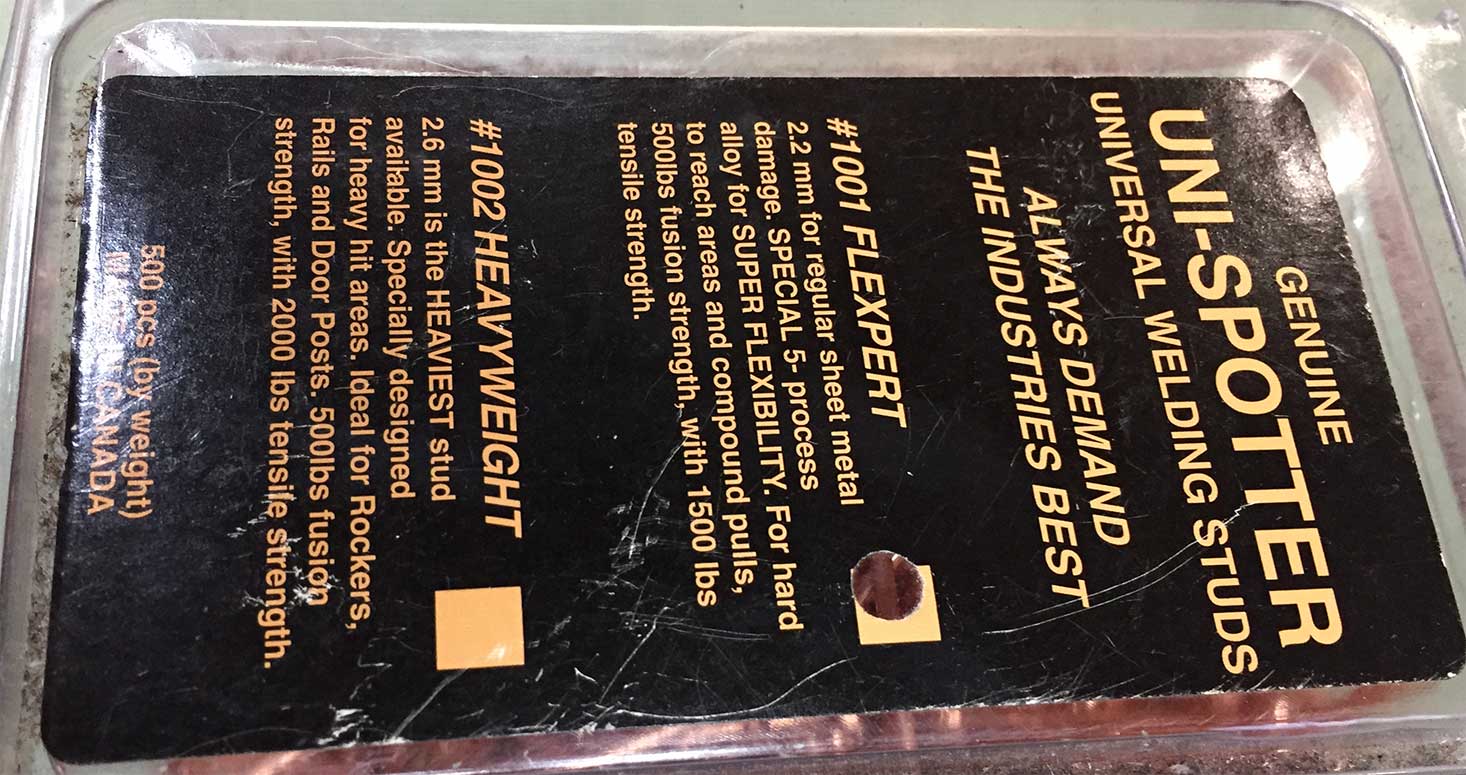 GENUINE
UNI-SPOTTER
UNIVERSAL WELDING STUDS
ALWAYS DEMAND
THE INDUSTRIES BEST
#1001 FLEXPERT
2.2 mm for regular sheet metal
damage. SPECIAL 5- process
alloy for SUPER FLEXIBILITY. For hard
to reach areas and compound pulls,
500lbs fusion strength, with 1500 lbs
tensile strength.
#1002 HEAVYWEIGHT
2.6 mm is the HEAVIEST stud
available. Specially designed
for heavy hit areas. Ideal for Rockers,
Rails and Door Posts. 500lbs fusion
strength, with 2000 lbs tensile strength.
500 pcs (by weight)
CANADA